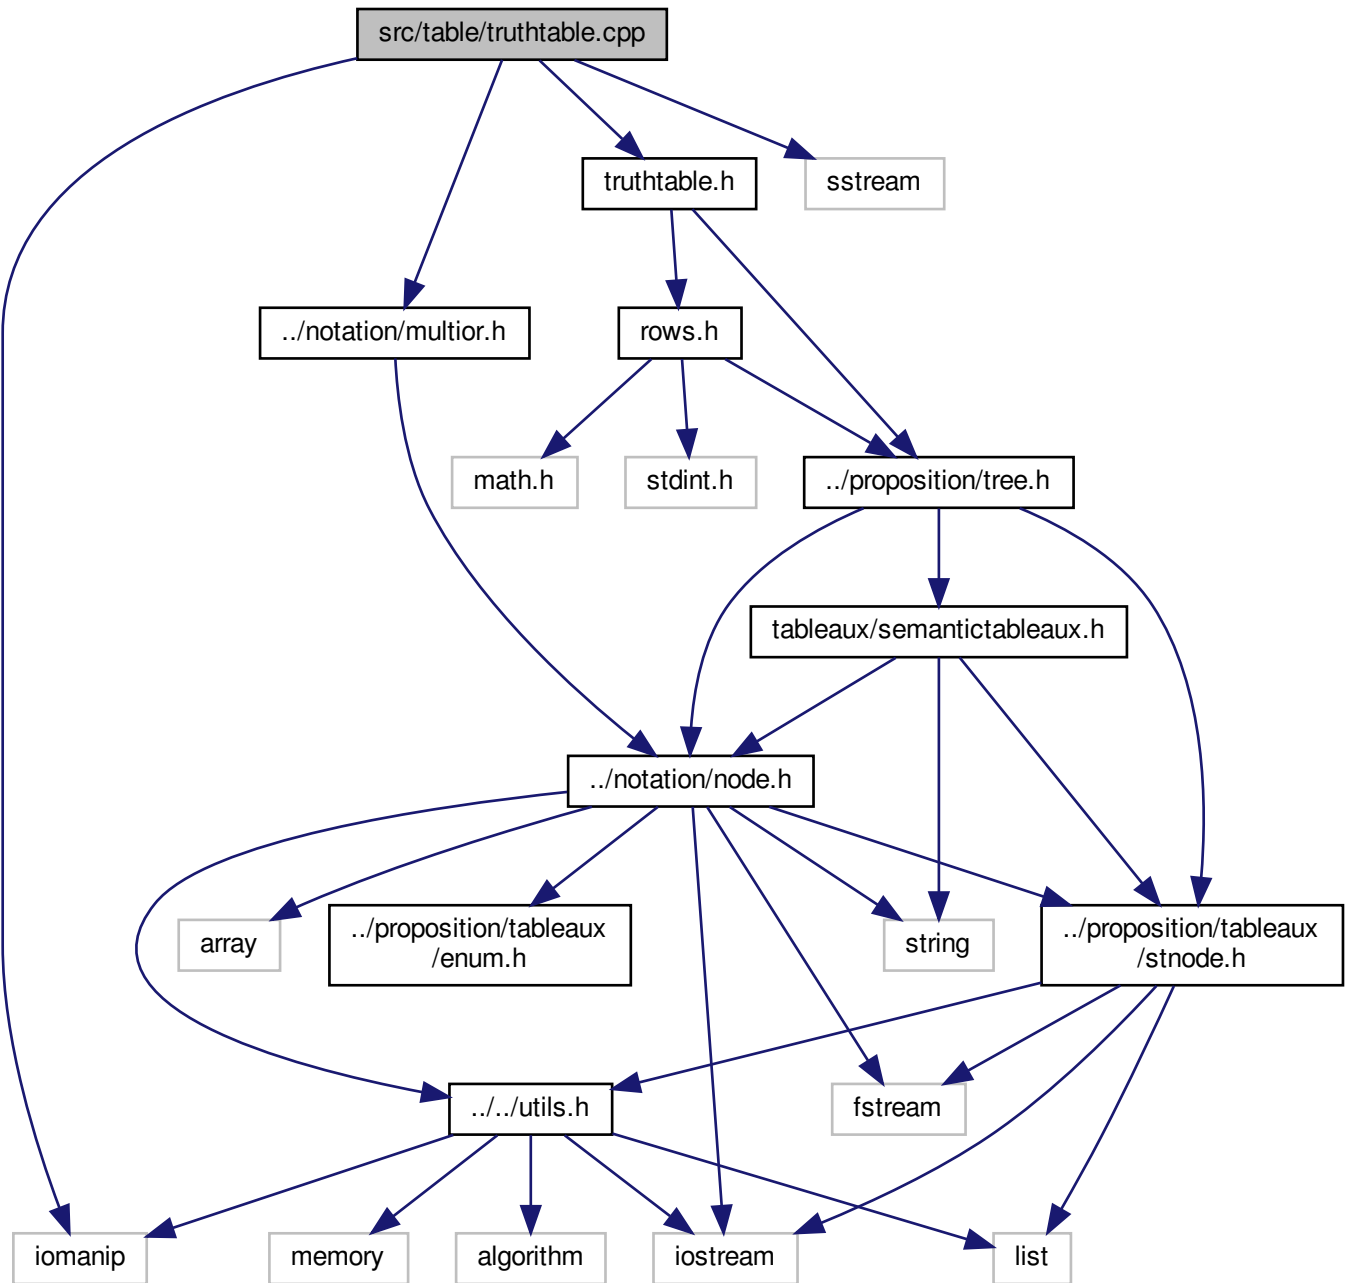 src/table/truthtable.cpp
truthtable.h
sstream
../notation/multior.h
rows.h
math.h
stdint.h
../proposition/tree.h
tableaux/semantictableaux.h
../notation/node.h
array
../proposition/tableaux
/enum.h
string
../proposition/tableaux
/stnode.h
../../utils.h
fstream
iomanip
memory
algorithm
iostream
list